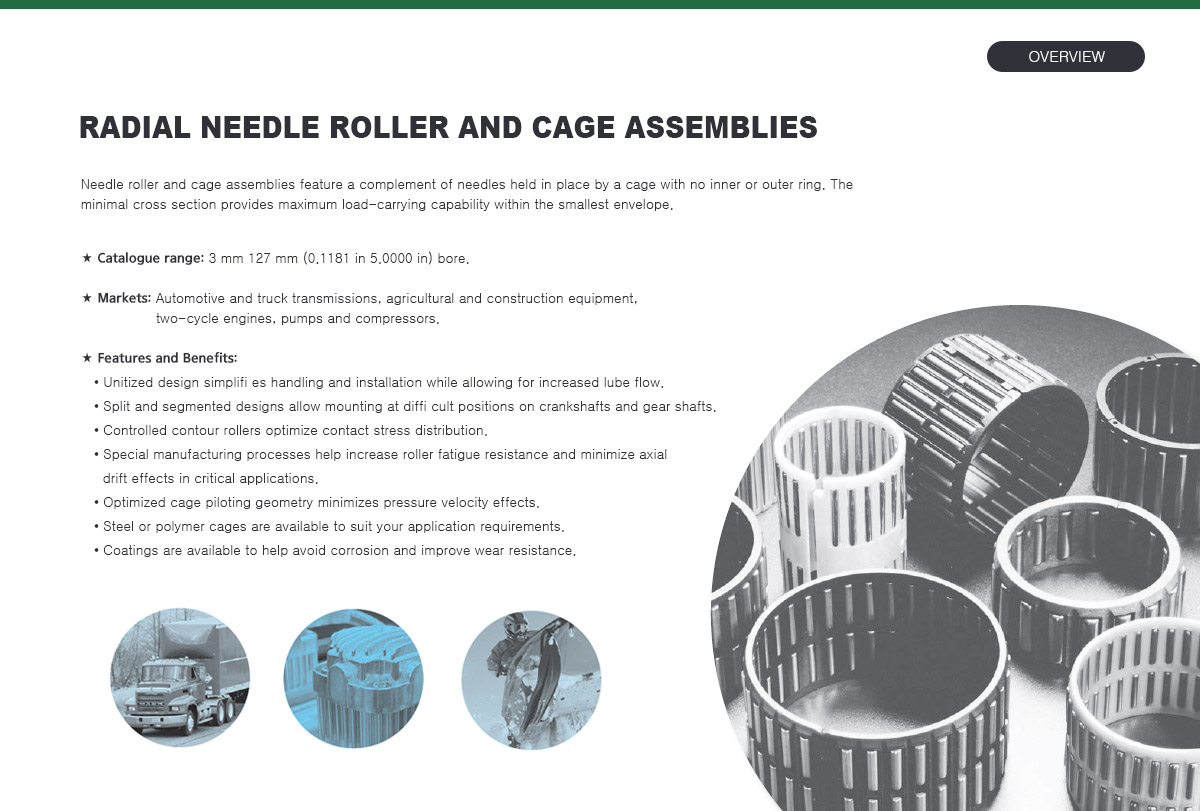 OVERVIEW
RADIAL NEEDLE ROLLER AND CAGE ASSEMBLIES
Needle roller and cage assemblies feature a complement of needles held in place by a cage with no inner or outer ring. The
minimal cross section provides maximum load-carrying capability within the smallest envelope.
★ Catalogue range: 3 mm 127 mm (0.1181 in 5.0000 in) bore.
★ Markets: Automotive and truck transmissions, agricultural and construction equipment,
two-cycle engines, pumps and compressors.
★ Features and Benefits:
• Unitized design simplifi es handling and installation while allowing for increased lube flow.
• Split and segmented designs allow mounting at diffi cult positions on crankshafts and gear shafts.
• Controlled contour rollers optimize contact stress distribution.
• Special manufacturing processes help increase roller fatigue resistance and minimize axial
drift effects in critical applications.
• Optimized cage piloting geometry minimizes pressure velocity effects.
• Steel or polymer cages are available to suit your application requirements.
• Coatings are available to help avoid corrosion and improve wear resistance.